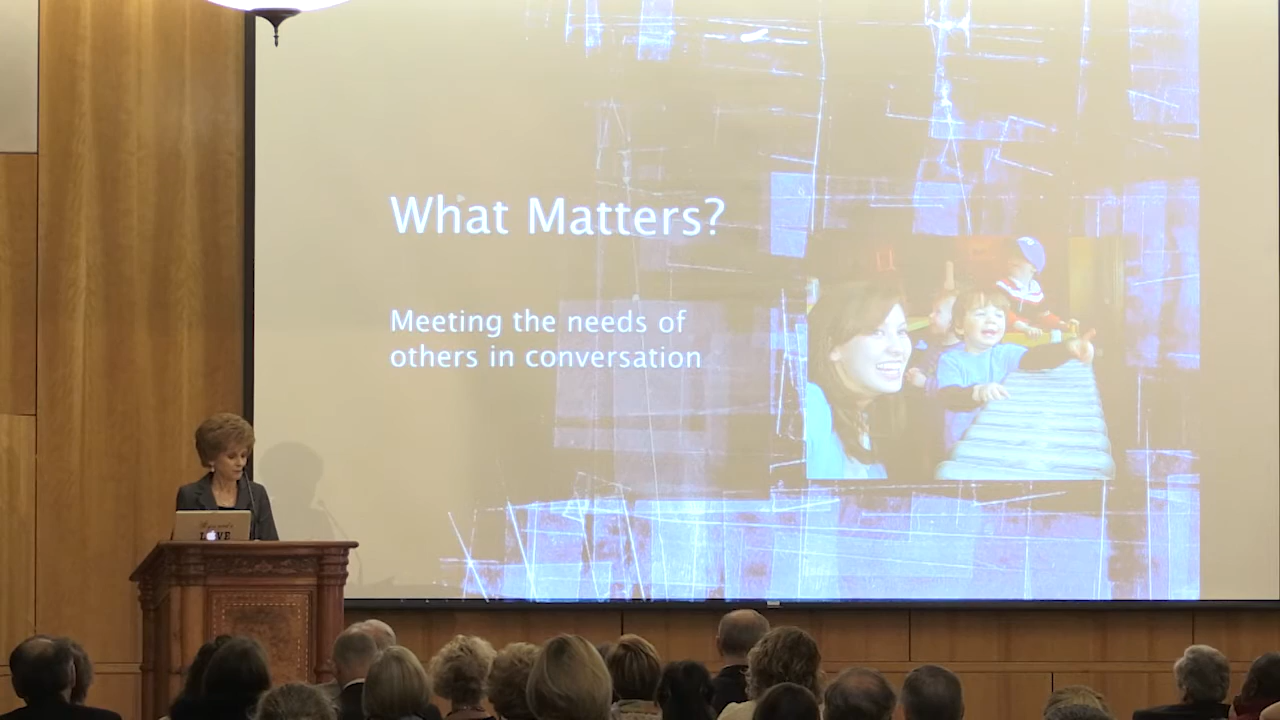 What Matters?
Meeting the needs of
others in conversation